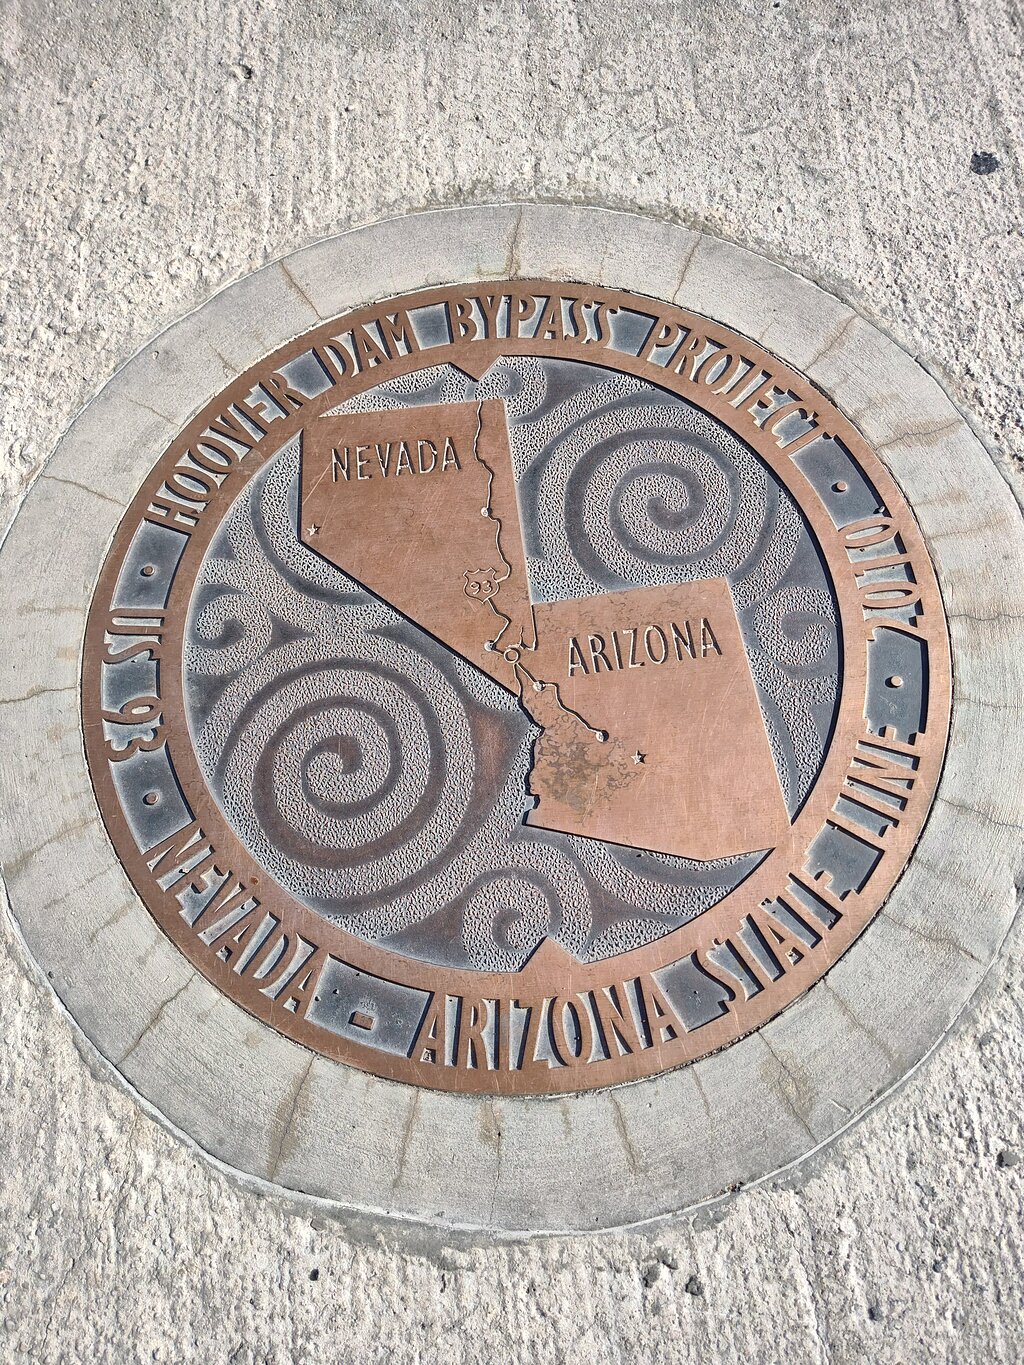 HOOVER DAM BYPASS PROJECT • 2010 • NEVADA - ARIZONA STATE LINE • US 93 •
NEVADA
93
ARIZONA